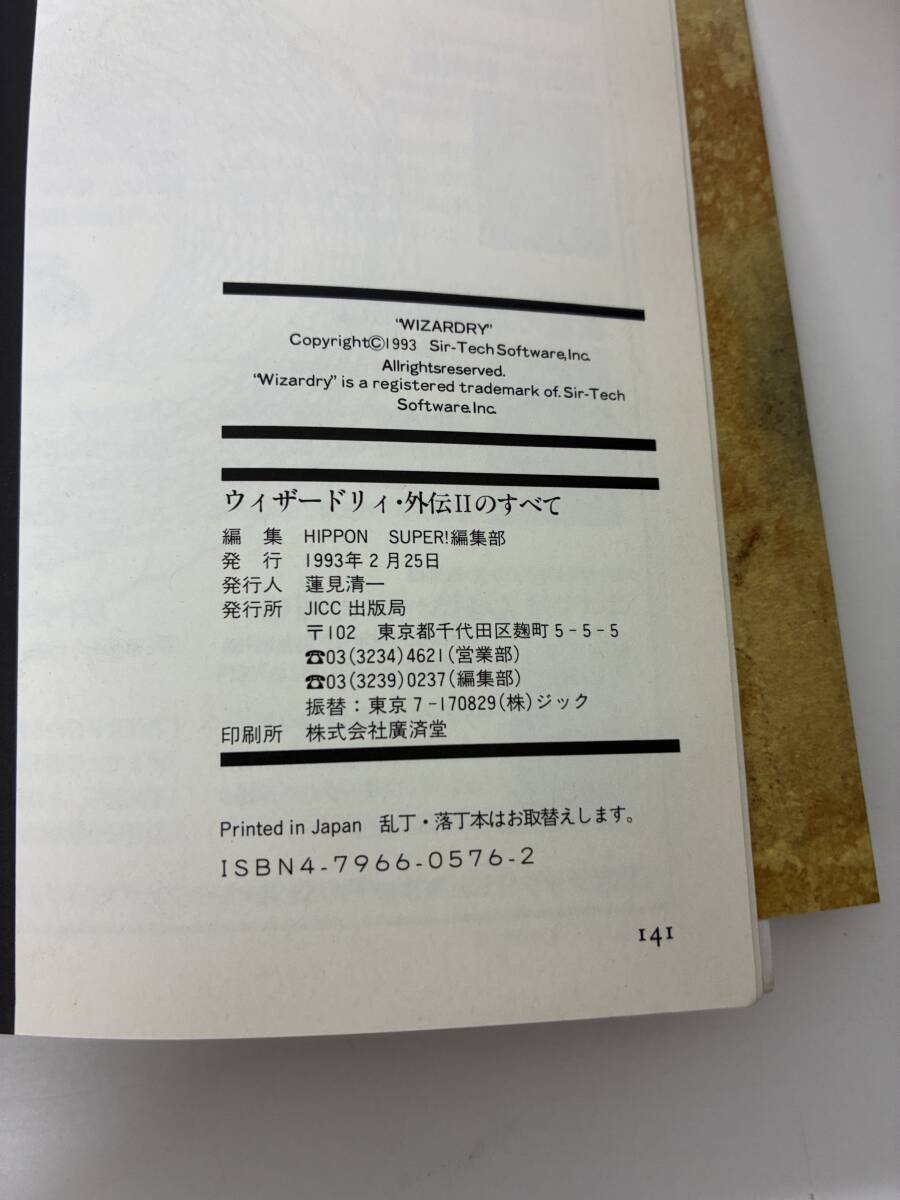 "WIZARDRY"
Copyright©1993 Sir-Tech Software,Inc.
Allrightsreserved.
"Wizardry" is a registered trademark of. Sir-Tech
Software.Inc.
ウィザードリィ・外伝IIのすべて
編 集 HIPPON SUPER!編集部
発 行 1993年2月25日
発行人 蓮見清一
発行所 JICC 出版局
〒102 東京都千代田区麹町5-5-5
☎03(3234)4621(営業部)
☎03(3239)0237(編集部)
振替:東京7-170829(株)ジック
印刷所 株式会社廣済堂
Printed in Japan 乱丁・落丁本はお取替えします。
ISBN4-7966-0576-2
141